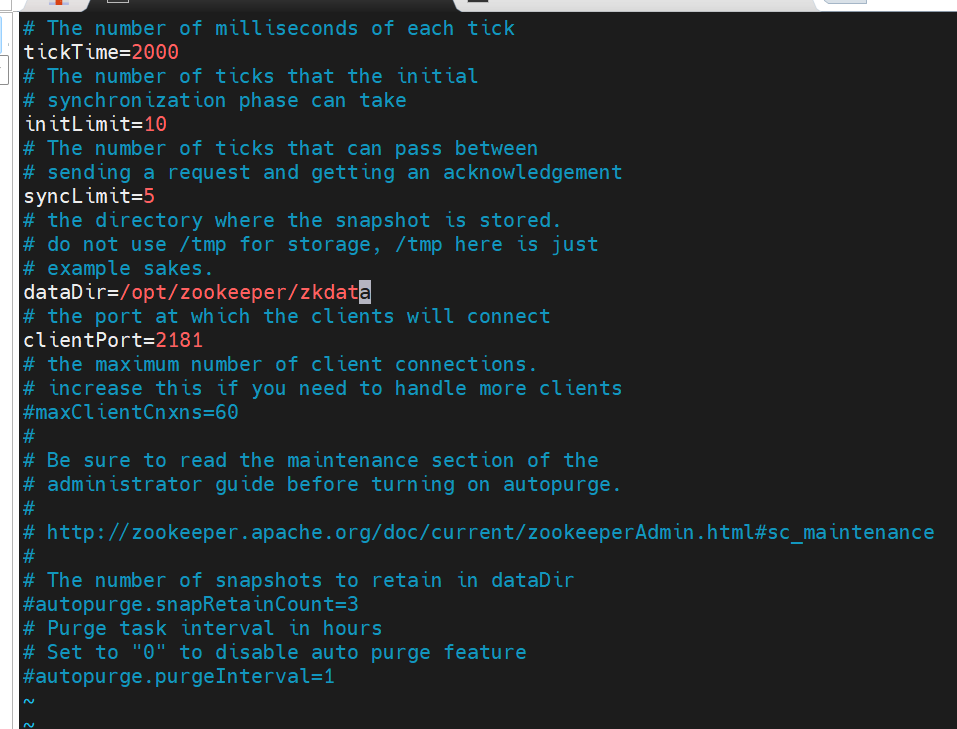 # The number of milliseconds of each tick
tickTime=2000
# The number of ticks that the initial
# synchronization phase can take
initLimit=10
# The number of ticks that can pass between
# sending a request and getting an acknowledgement
syncLimit=5
# the directory where the snapshot is stored.
# do not use /tmp for storage, /tmp here is just
# example sakes.
dataDir=/opt/zookeeper/zkdata
# the port at which the clients will connect
clientPort=2181
# the maximum number of client connections.
# increase this if you need to handle more clients
#maxClientCnxns=60
#
# Be sure to read the maintenance section of the
# administrator guide before turning on autopurge.
#
# http://zookeeper.apache.org/doc/current/zookeeperAdmin.html#sc_maintenance
#
# The number of snapshots to retain in dataDir
#autopurge.snapRetainCount=3
# Purge task interval in hours
# Set to "0" to disable auto purge feature
#autopurge.purgeInterval=1
~
~